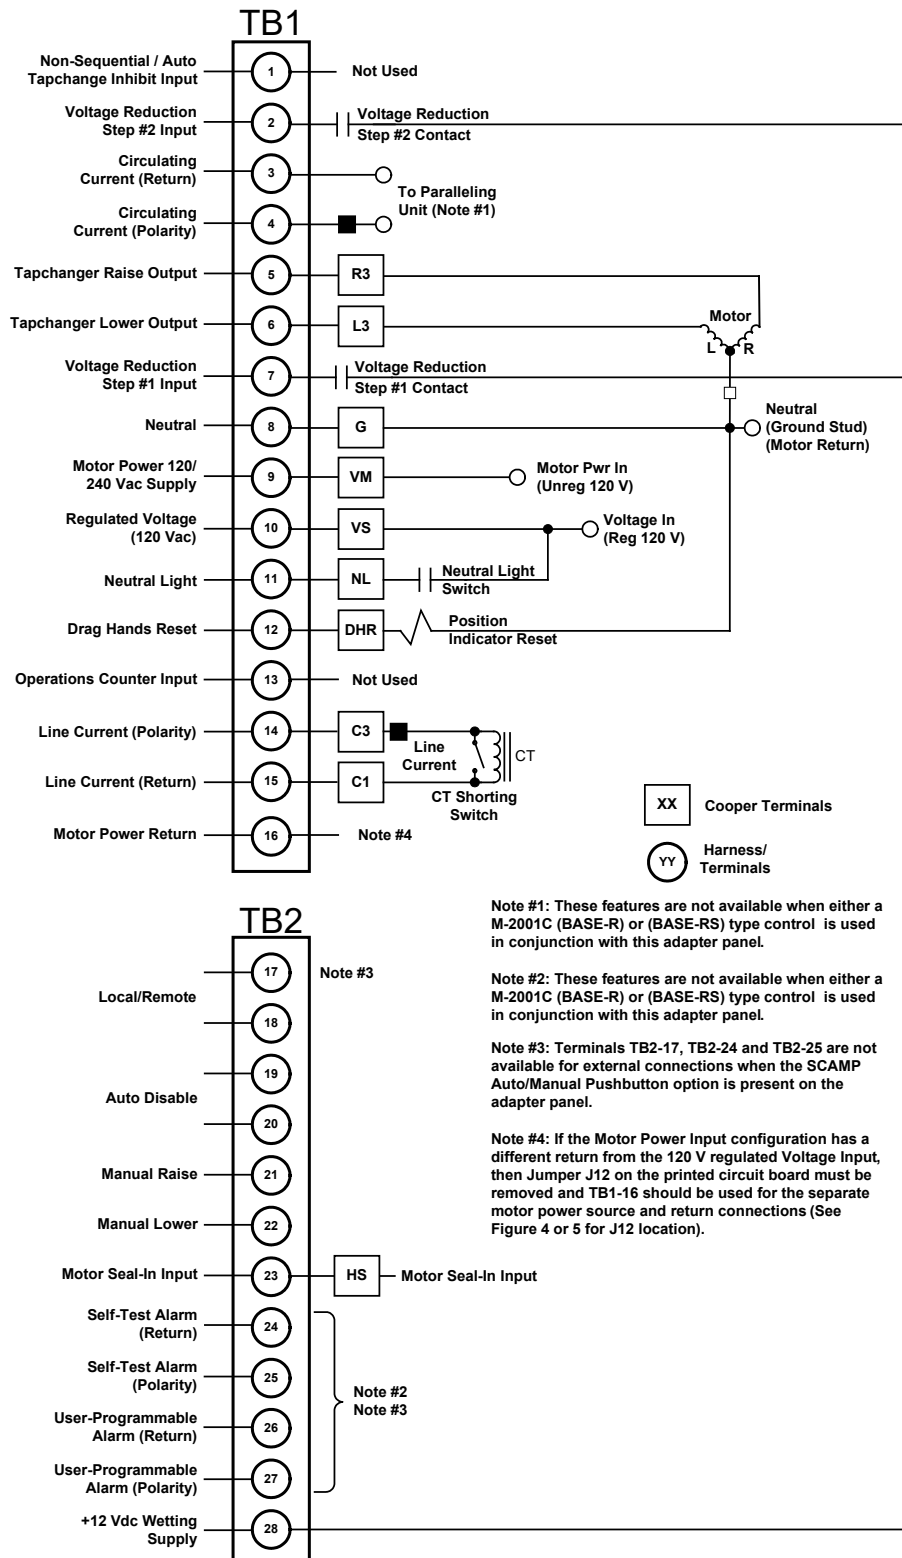 TB1
Non-Sequential / Auto
Tapchange Inhibit Input
1
Not Used
Voltage Reduction
Step #2 Input
2
Voltage Reduction
Step #2 Contact
Circulating
Current (Return)
3
To Paralleling
Unit (Note #1)
Circulating
Current (Polarity)
4
Tapchanger Raise Output
5
R3
Tapchanger Lower Output
6
L3
Motor
L
R
Voltage Reduction
Step #1 Input
7
Voltage Reduction
Step #1 Contact
Neutral
8
G
Neutral
(Ground Stud)
(Motor Return)
Motor Power 120/
240 Vac Supply
9
VM
Motor Pwr In
(Unreg 120 V)
Regulated Voltage
(120 Vac)
10
VS
Voltage In
(Reg 120 V)
Neutral Light
11
NL
Neutral Light
Switch
Drag Hands Reset
12
DHR
Position
Indicator Reset
Operations Counter Input
13
Not Used
Line Current (Polarity)
14
C3
Line
Current
CT
Line Current (Return)
15
C1
CT Shorting
Switch
Motor Power Return
16
Note #4
XX
Cooper Terminals
YY
Harness/
Terminals
Note #1: These features are not available when either a
M-2001C (BASE-R) or (BASE-RS) type control is used
in conjunction with this adapter panel.
Note #2: These features are not available when either a
M-2001C (BASE-R) or (BASE-RS) type control is used
in conjunction with this adapter panel.
Note #3: Terminals TB2-17, TB2-24 and TB2-25 are not
available for external connections when the SCAMP
Auto/Manual Pushbutton option is present on the
adapter panel.
Note #4: If the Motor Power Input configuration has a
different return from the 120 V regulated Voltage Input,
then Jumper J12 on the printed circuit board must be
removed and TB1-16 should be used for the separate
motor power source and return connections (See
Figure 4 or 5 for J12 location).
TB2
Local/Remote
17
Note #3
18
Auto Disable
19
20
Manual Raise
21
Manual Lower
22
Motor Seal-In Input
23
HS
Motor Seal-In Input
Self-Test Alarm
(Return)
24
Self-Test Alarm
(Polarity)
25
Note #2
Note #3
User-Programmable
Alarm (Return)
26
User-Programmable
Alarm (Polarity)
27
+12 Vdc Wetting
Supply
28